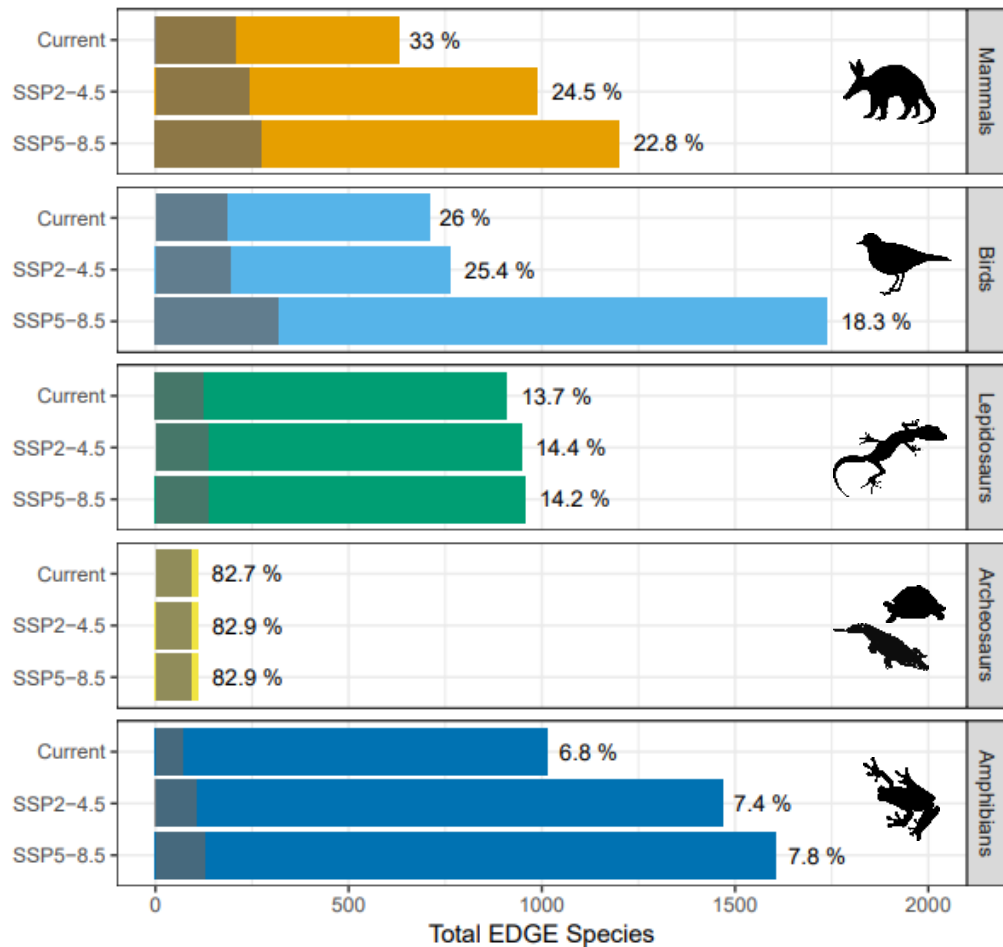 Current
33 %
SSP2−4.5
24.5 %
SSP5−8.5
22.8 %
Mammals
Current
26 %
SSP2−4.5
25.4 %
SSP5−8.5
18.3 %
Birds
Current
13.7 %
SSP2−4.5
14.4 %
SSP5−8.5
14.2 %
Lepidosaurs
Current
82.7 %
SSP2−4.5
82.9 %
SSP5−8.5
82.9 %
Archeosaurs
Current
6.8 %
SSP2−4.5
7.4 %
SSP5−8.5
7.8 %
Amphibians
0 500 1000 1500 2000
Total EDGE Species